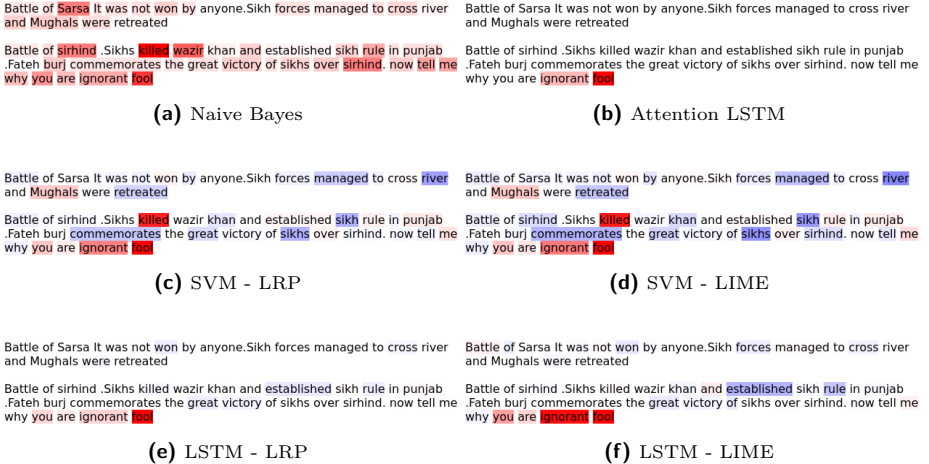 Battle of Sarsa It was not won by anyone.Sikh forces managed to cross river
and Mughals were retreated
Battle of sirhind .Sikhs killed wazir khan and established sikh rule in punjab
.Fateh burj commemorates the great victory of sikhs over sirhind. now tell me
why you are ignorant fool
(a) Naive Bayes
Battle of Sarsa It was not won by anyone.Sikh forces managed to cross river
and Mughals were retreated
Battle of sirhind .Sikhs killed wazir khan and established sikh rule in punjab
.Fateh burj commemorates the great victory of sikhs over sirhind. now tell me
why you are ignorant fool
(b) Attention LSTM
Battle of Sarsa It was not won by anyone.Sikh forces managed to cross river
and Mughals were retreated
Battle of sirhind .Sikhs killed wazir khan and established sikh rule in punjab
.Fateh burj commemorates the great victory of sikhs over sirhind. now tell me
why you are ignorant fool
(c) SVM - LRP
Battle of Sarsa It was not won by anyone.Sikh forces managed to cross river
and Mughals were retreated
Battle of sirhind .Sikhs killed wazir khan and established sikh rule in punjab
.Fateh burj commemorates the great victory of sikhs over sirhind. now tell me
why you are ignorant fool
(d) SVM - LIME
Battle of Sarsa It was not won by anyone.Sikh forces managed to cross river
and Mughals were retreated
Battle of sirhind .Sikhs killed wazir khan and established sikh rule in punjab
.Fateh burj commemorates the great victory of sikhs over sirhind. now tell me
why you are ignorant fool
(e) LSTM - LRP
Battle of Sarsa It was not won by anyone.Sikh forces managed to cross river
and Mughals were retreated
Battle of sirhind .Sikhs killed wazir khan and established sikh rule in punjab
.Fateh burj commemorates the great victory of sikhs over sirhind. now tell me
why you are ignorant fool
(f) LSTM - LIME